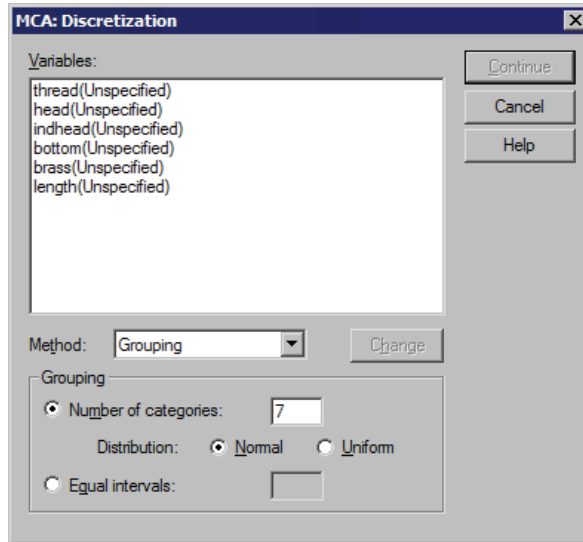 MCA: Discretization
Variables:
thread(Unspecified)
head(Unspecified)
indhead(Unspecified)
bottom(Unspecified)
brass(Unspecified)
length(Unspecified)
Continue
Cancel
Help
Method: Grouping Change
Grouping
Number of categories: 7
Distribution: Normal Uniform
Equal intervals: